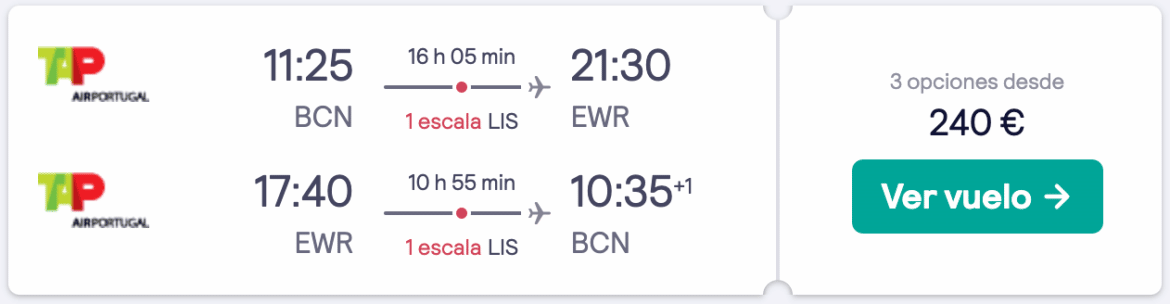 TAP
AIRPORTUGAL
11:25
BCN
16 h 05 min
1 escala LIS
21:30
EWR
TAP
AIRPORTUGAL
17:40
EWR
10 h 55 min
1 escala LIS
10:35+1
BCN
3 opciones desde
240 €
Ver vuelo →